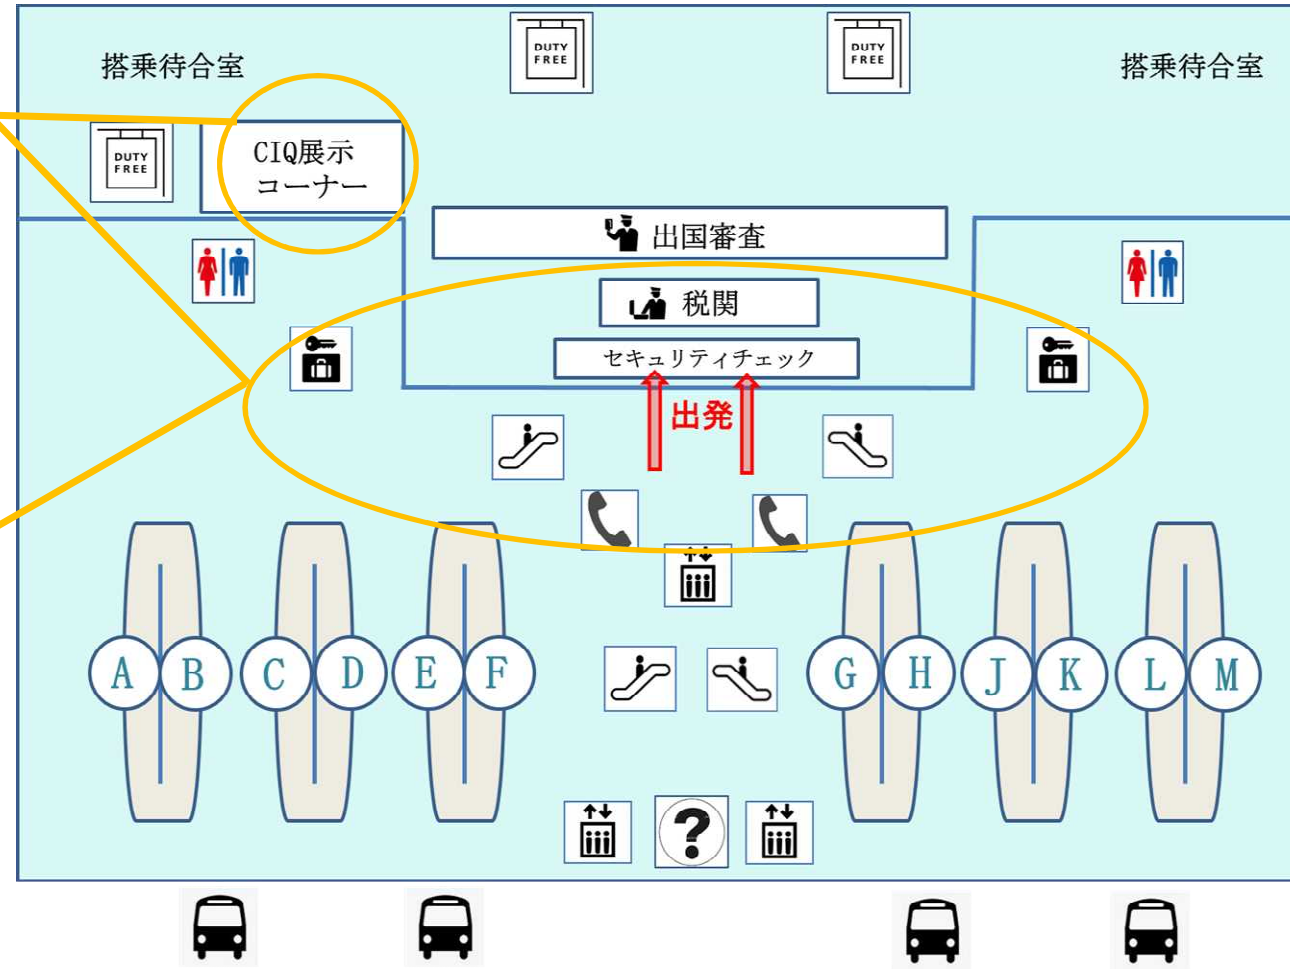 DUTY
FREE
DUTY
FREE
搭乗待合室
搭乗待合室
DUTY
FREE
CIQ展示
コーナー
出国審査
税関
セキュリティチェック
出発
A B C D E F G H J K L M
?